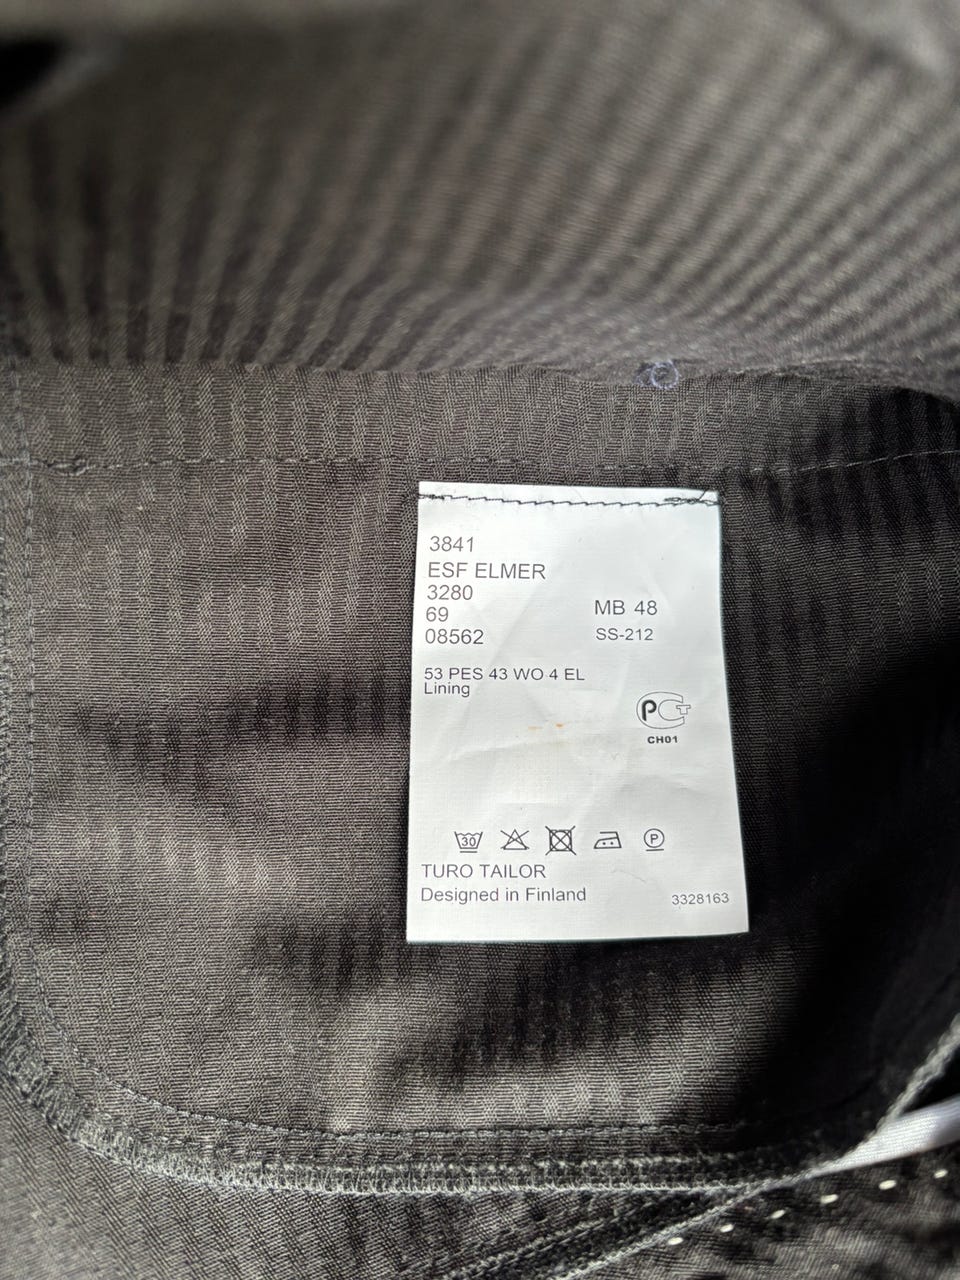 3841
ESF ELMER
3280
69
MB 48
08562
SS-212
53 PES 43 WO 4 EL
Lining
PCT
CH01
30
P
TURO TAILOR
Designed in Finland
3328163